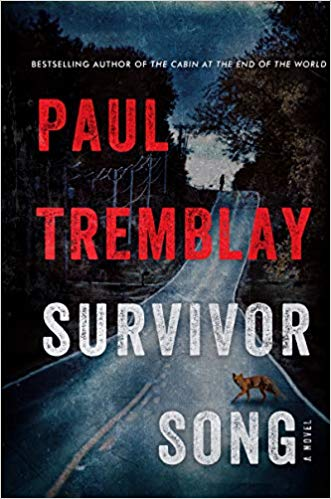 BESTSELLING AUTHOR OF THE CABIN AT THE END OF THE WORLD
PAUL
TREMBLAY
SURVIVOR
SONG
A NOVEL